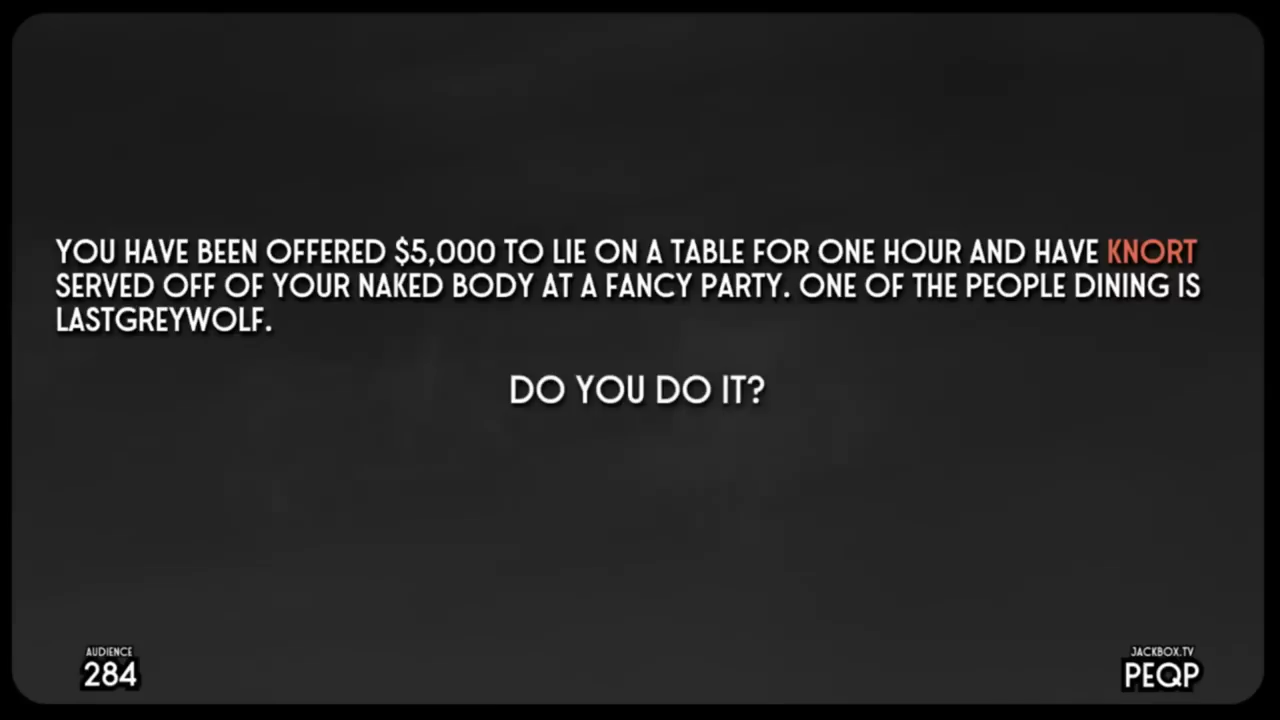 YOU HAVE BEEN OFFERED $5,000 TO LIE ON A TABLE FOR ONE HOUR AND HAVE KNORT
SERVED OFF OF YOUR NAKED BODY AT A FANCY PARTY. ONE OF THE PEOPLE DINING IS
LASTGREYWOLF.
DO YOU DO IT?
AUDIENCE
284
JACKBOX.TV
PEQP